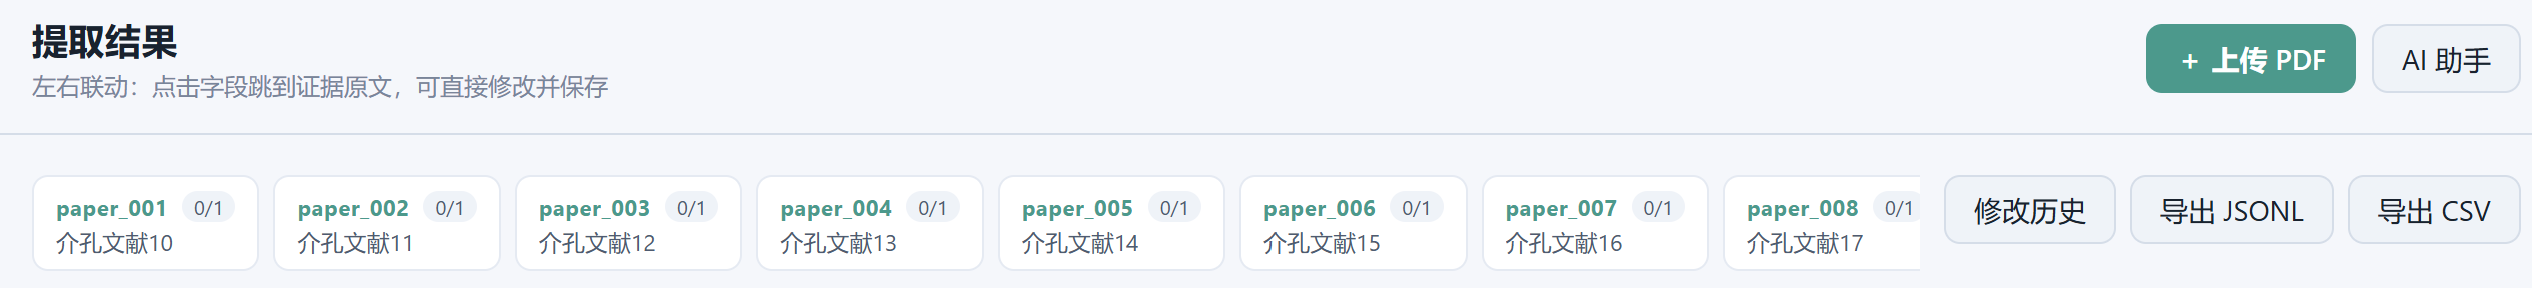 提取结果
左右联动：点击字段跳到证据原文，可直接修改并保存
+ 上传 PDF
AI 助手
paper_001 0/1
介孔文献10
paper_002 0/1
介孔文献11
paper_003 0/1
介孔文献12
paper_004 0/1
介孔文献13
paper_005 0/1
介孔文献14
paper_006 0/1
介孔文献15
paper_007 0/1
介孔文献16
paper_008 0/1
介孔文献17
修改历史
导出 JSONL
导出 CSV